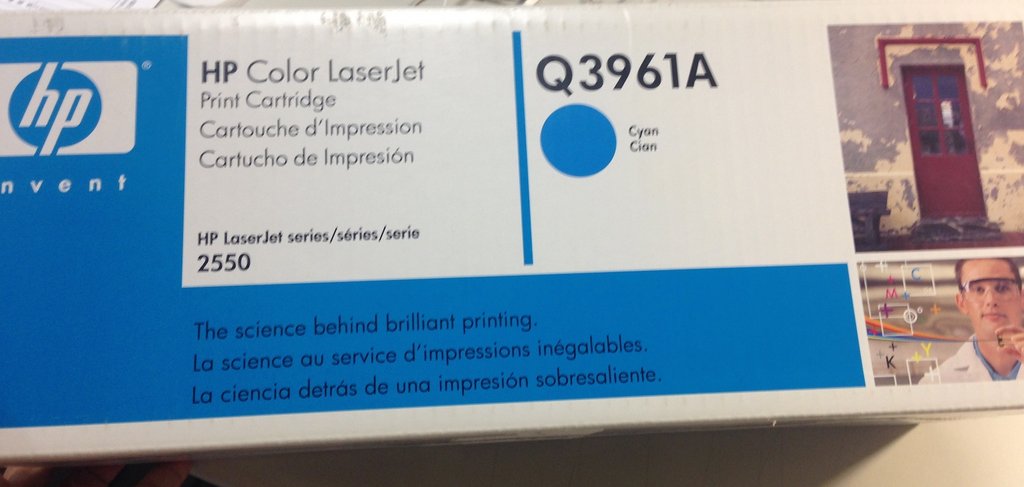 hp
®
nvent
HP Color LaserJet
Print Cartridge
Cartouche d'Impression
Cartucho de Impresión
HP LaserJet series/séries/serie
2550
Q3961A
Cyan
Cian
The science behind brilliant printing.
La science au service d'impressions inégalables.
La ciencia detrás de una impresión sobresaliente.
C
M
E
Y
K